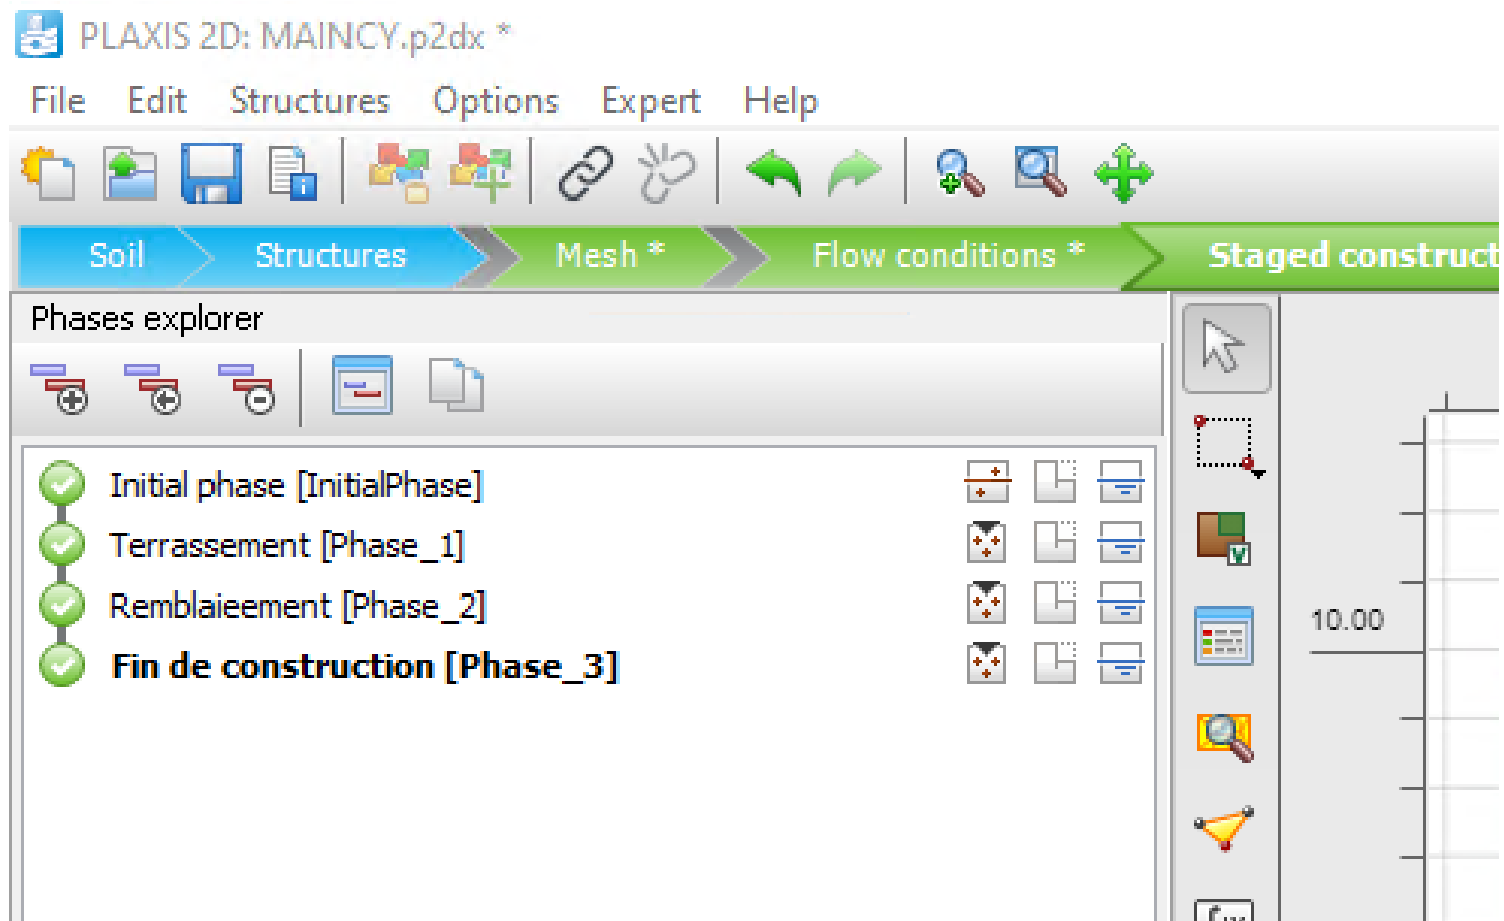 PLAXIS 2D: MAINCY.p2dx *
File Edit Structures Options Expert Help
Soil Structures Mesh * Flow conditions * Staged construct
Phases explorer
Initial phase [InitialPhase]
Terrassement [Phase_1]
Remblaieement [Phase_2]
Fin de construction [Phase_3]
10.00